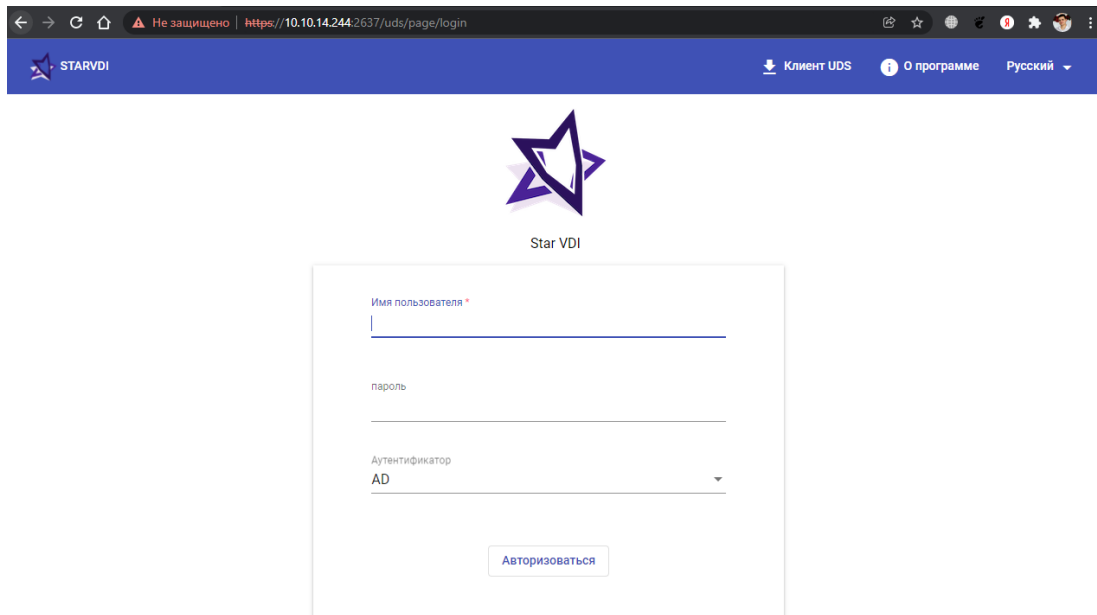 Не защищено | https://10.10.14.244:2637/uds/page/login
STARVDI Клиент UDS О программе Русский
Star VDI
Имя пользователя *
пароль
Аутентификатор
AD
Авторизоваться